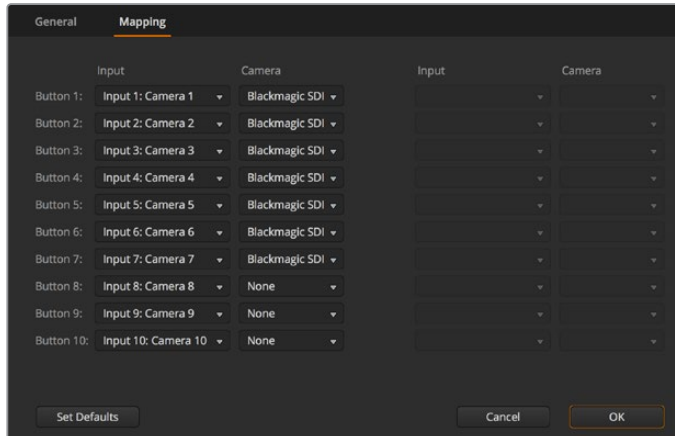 General Mapping
Input Camera Input Camera
Button 1: Input 1: Camera 1 Blackmagic SDI
Button 2: Input 2: Camera 2 Blackmagic SDI
Button 3: Input 3: Camera 3 Blackmagic SDI
Button 4: Input 4: Camera 4 Blackmagic SDI
Button 5: Input 5: Camera 5 Blackmagic SDI
Button 6: Input 6: Camera 6 Blackmagic SDI
Button 7: Input 7: Camera 7 Blackmagic SDI
Button 8: Input 8: Camera 8 None
Button 9: Input 9: Camera 9 None
Button 10: Input 10: Camera 10 None
Set Defaults Cancel OK